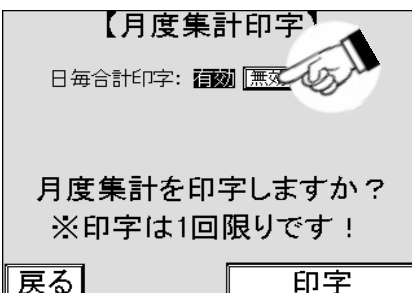 【月度集計印字】
日毎合計印字: 有効 無効
月度集計を印字しますか？
※印字は1回限りです！
戻る 印字